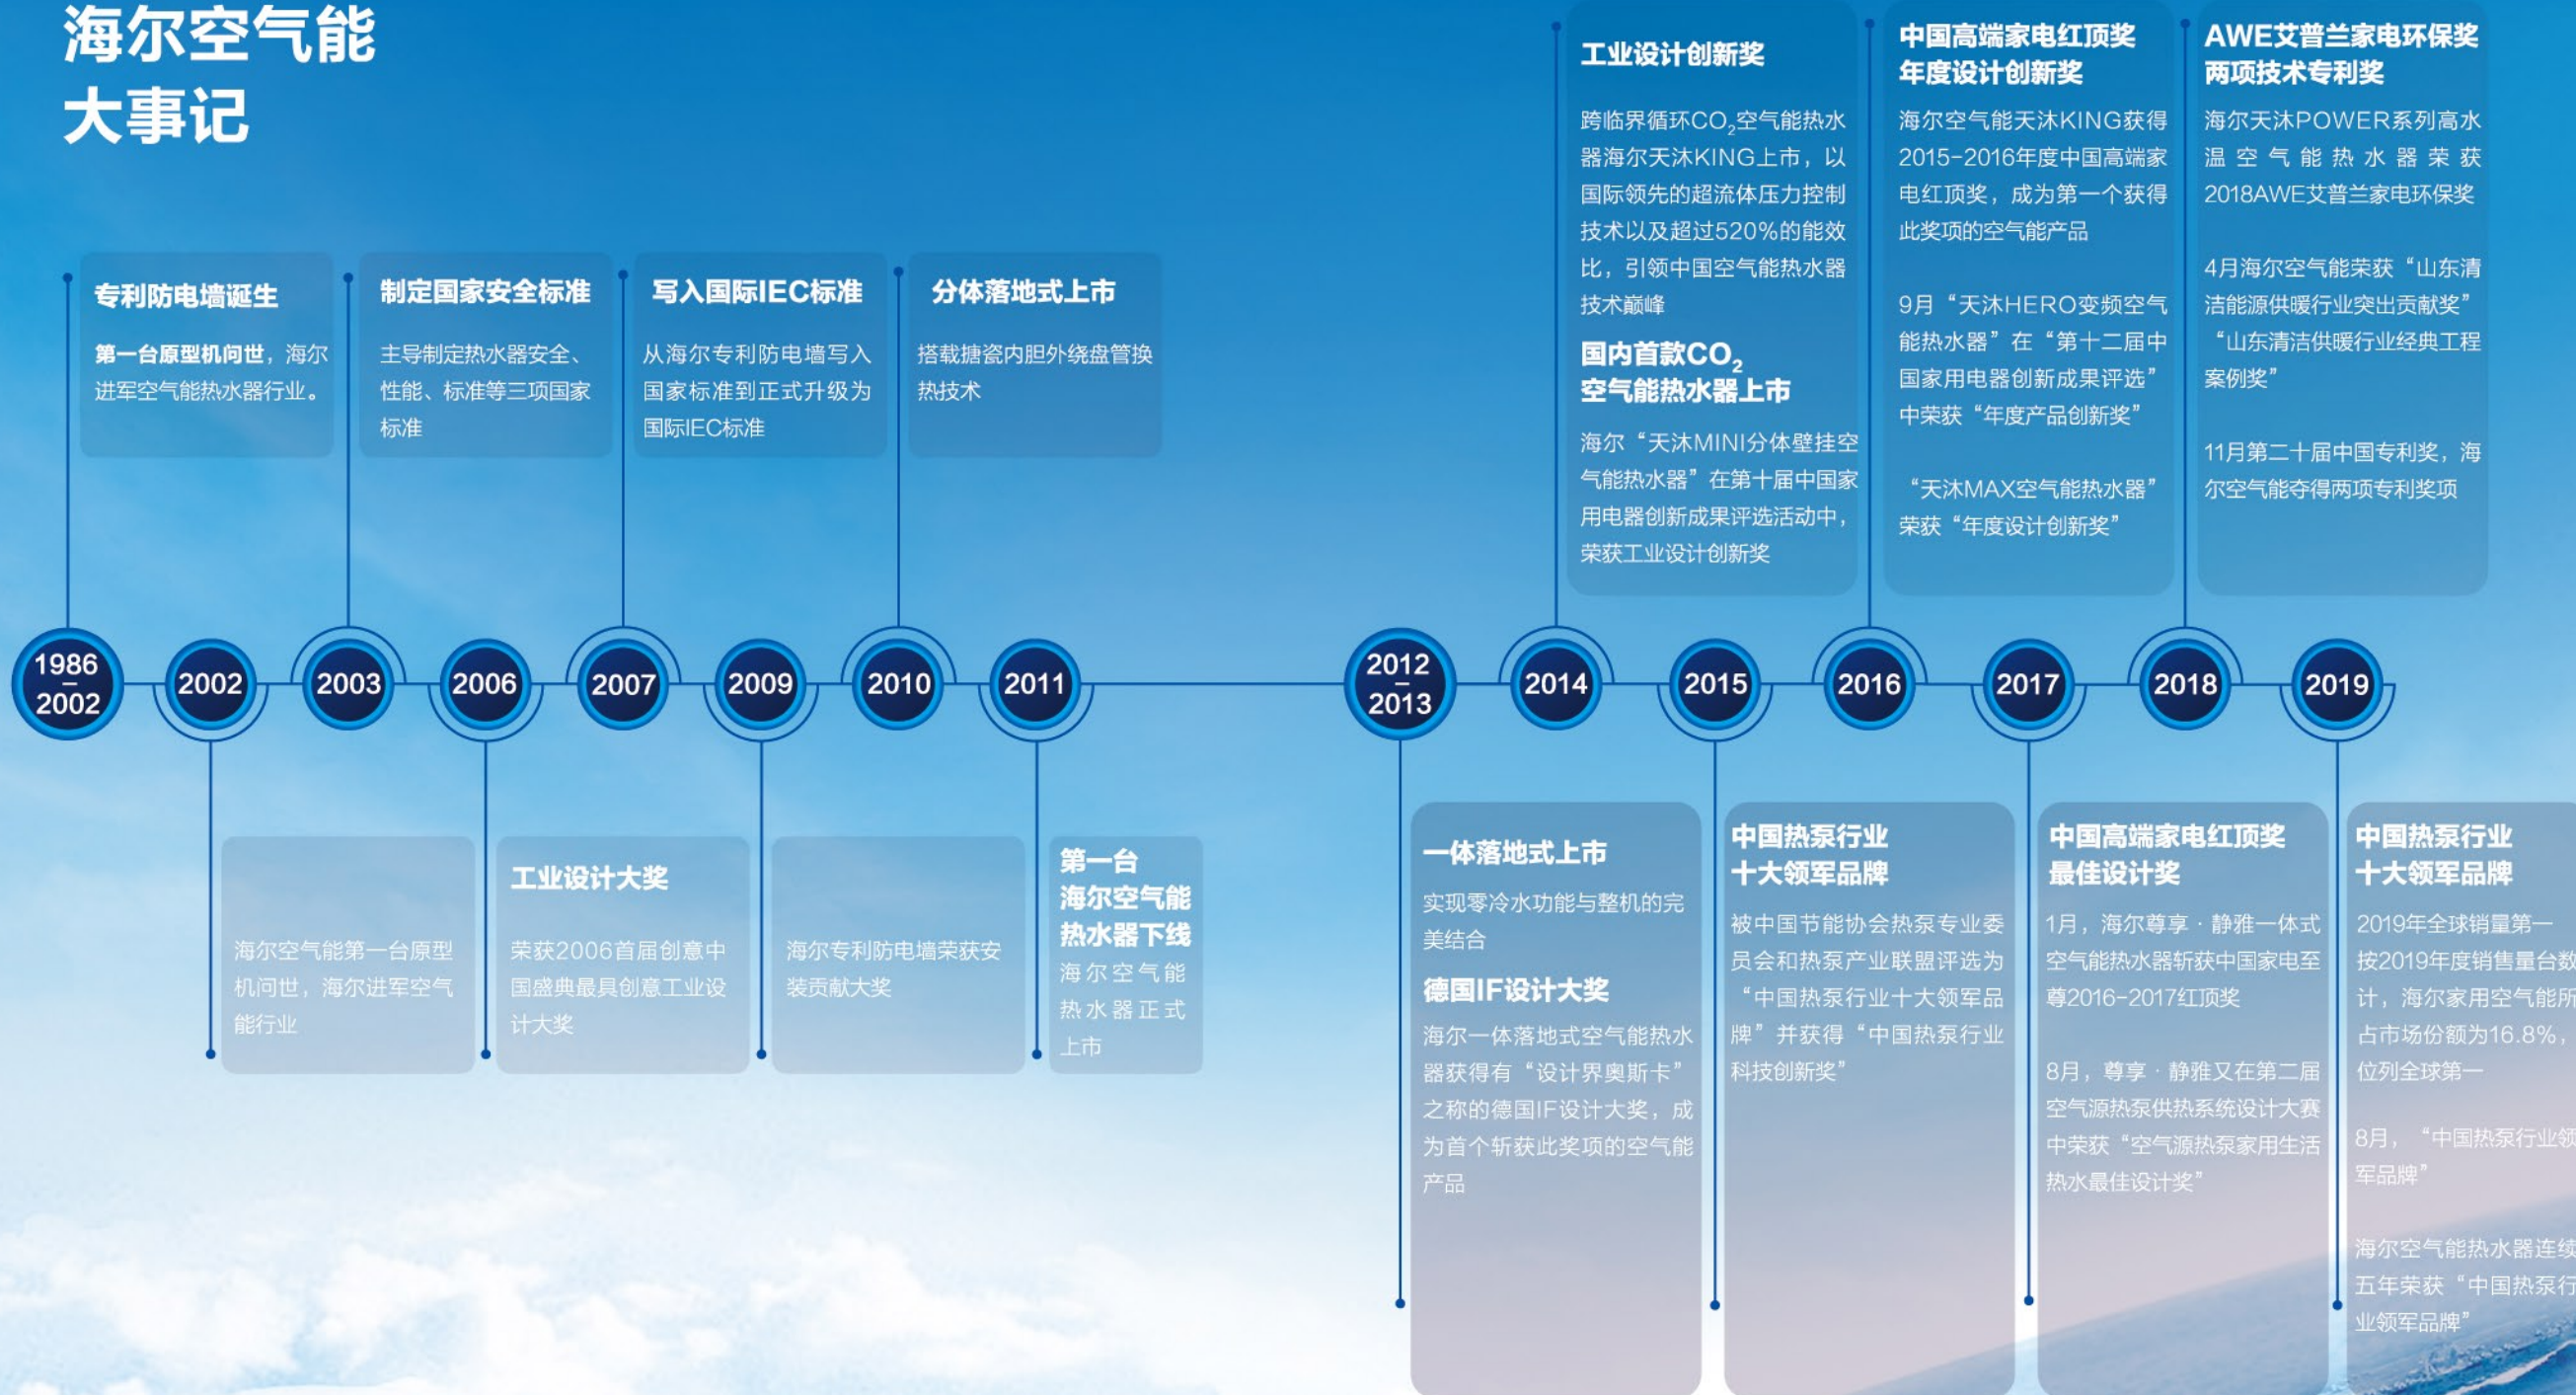 海尔空气能
大事记
专利防电墙诞生
第一台原型机问世，海尔
进军空气能热水器行业。
制定国家安全标准
主导制定热水器安全、
性能、标准等三项国家
标准
写入国际IEC标准
从海尔专利防电墙写入
国家标准到正式升级为
国际IEC标准
分体落地式上市
搭载搪瓷内胆外绕盘管换
热技术
工业设计创新奖
跨临界循环CO₂空气能热水
器海尔天沐KING上市，以
国际领先的超流体压力控制
技术以及超过520%的能效
比，引领中国空气能热水器
技术巅峰
国内首款CO₂
空气能热水器上市
海尔“天沐MINI分体壁挂空
气能热水器”在第十届中国家
用电器创新成果评选活动中，
荣获工业设计创新奖
中国高端家电红顶奖
年度设计创新奖
海尔空气能天沐KING获得
2015-2016年度中国高端家
电红顶奖，成为第一个获得
此奖项的空气能产品
9月“天沐HERO变频空气
能热水器”在“第十二届中
国家用电器创新成果评选”
中荣获“年度产品创新奖”
“天沐MAX空气能热水器”
荣获“年度设计创新奖”
AWE艾普兰家电环保奖
两项技术专利奖
海尔天沐POWER系列高水
温空气能热水器荣获
2018AWE艾普兰家电环保奖
4月海尔空气能荣获“山东清
洁能源供暖行业突出贡献奖”
“山东清洁供暖行业经典工程
案例奖”
11月第二十届中国专利奖，海
尔空气能夺得两项专利奖项
1986
–
2002
2002
2003
2006
2007
2009
2010
2011
2012
–
2013
2014
2015
2016
2017
2018
2019
海尔空气能第一台原型
机问世，海尔进军空气
能行业
工业设计大奖
荣获2006首届创意中
国盛典最具创意工业设
计大奖
海尔专利防电墙荣获安
装贡献大奖
第一台
海尔空气能
热水器下线
海尔空气能
热水器正式
上市
一体落地式上市
实现零冷水功能与整机的完
美结合
德国IF设计大奖
海尔一体落地式空气能热水
器获得有“设计界奥斯卡”
之称的德国IF设计大奖，成
为首个斩获此奖项的空气能
产品
中国热泵行业
十大领军品牌
被中国节能协会热泵专业委
员会和热泵产业联盟评选为
“中国热泵行业十大领军品
牌”并获得“中国热泵行业
科技创新奖”
中国高端家电红顶奖
最佳设计奖
1月，海尔尊享·静雅一体式
空气能热水器斩获中国家电至
尊2016-2017红顶奖
8月，尊享·静雅又在第二届
空气源热泵供热系统设计大赛
中荣获“空气源热泵家用生活
热水最佳设计奖”
中国热泵行业
十大领军品牌
2019年全球销量第一
按2019年度销售量台数
计，海尔家用空气能所
占市场份额为16.8%，
位列全球第一
8月，“中国热泵行业领
军品牌”
海尔空气能热水器连续
五年荣获“中国热泵行
业领军品牌”